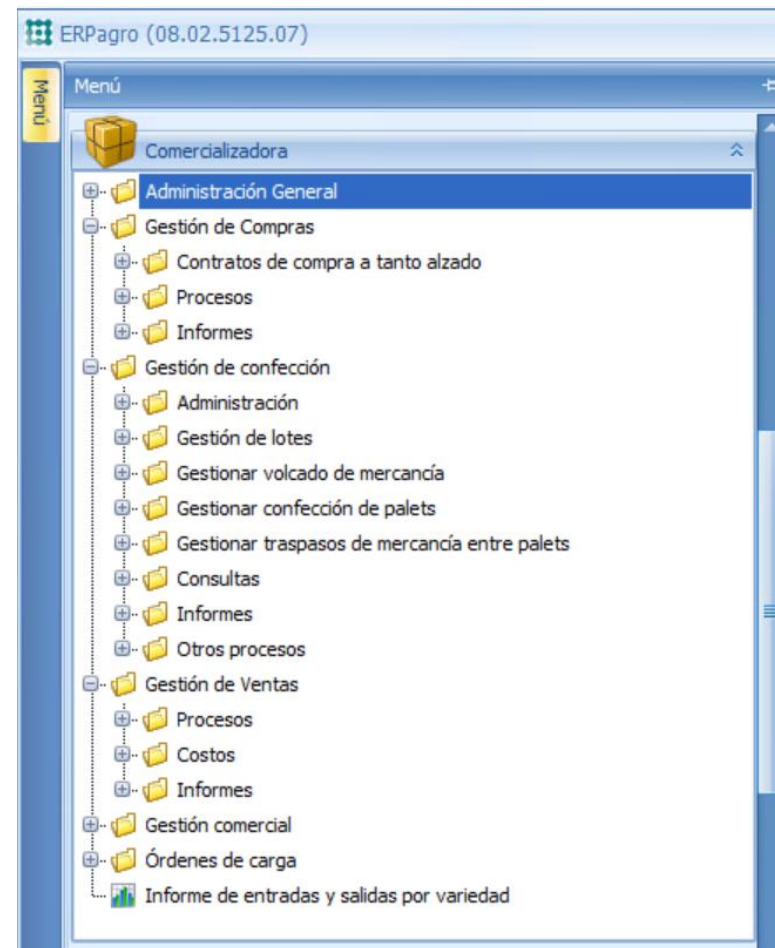 ERPagro (08.02.5125.07)
Menú
Menú
Comercializadora
Administración General
Gestión de Compras
Contratos de compra a tanto alzado
Procesos
Informes
Gestión de confección
Administración
Gestión de lotes
Gestionar volcado de mercancía
Gestionar confección de palets
Gestionar traspasos de mercancía entre palets
Consultas
Informes
Otros procesos
Gestión de Ventas
Procesos
Costos
Informes
Gestión comercial
Órdenes de carga
Informe de entradas y salidas por variedad